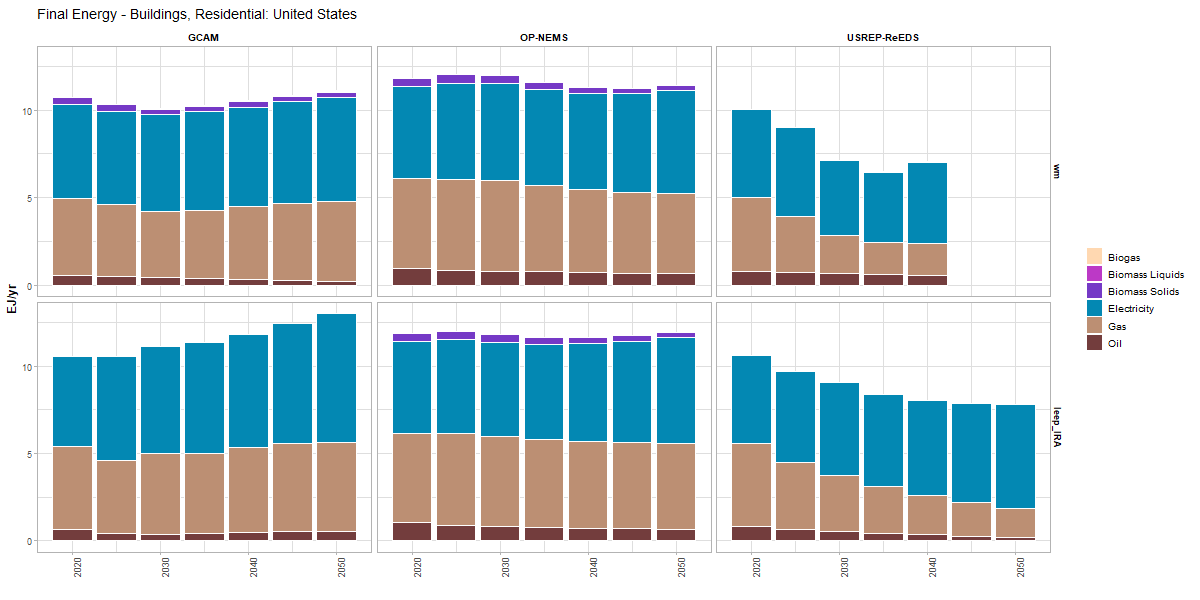 Final Energy - Buildings, Residential: United States
GCAM
OP-NEMS
USREP-ReEDS
10
5
0
wm
10
5
0
leep_IRA
EJ/yr
2020
2030
2040
2050
2020
2030
2040
2050
2020
2030
2040
2050
Biogas
Biomass Liquids
Biomass Solids
Electricity
Gas
Oil